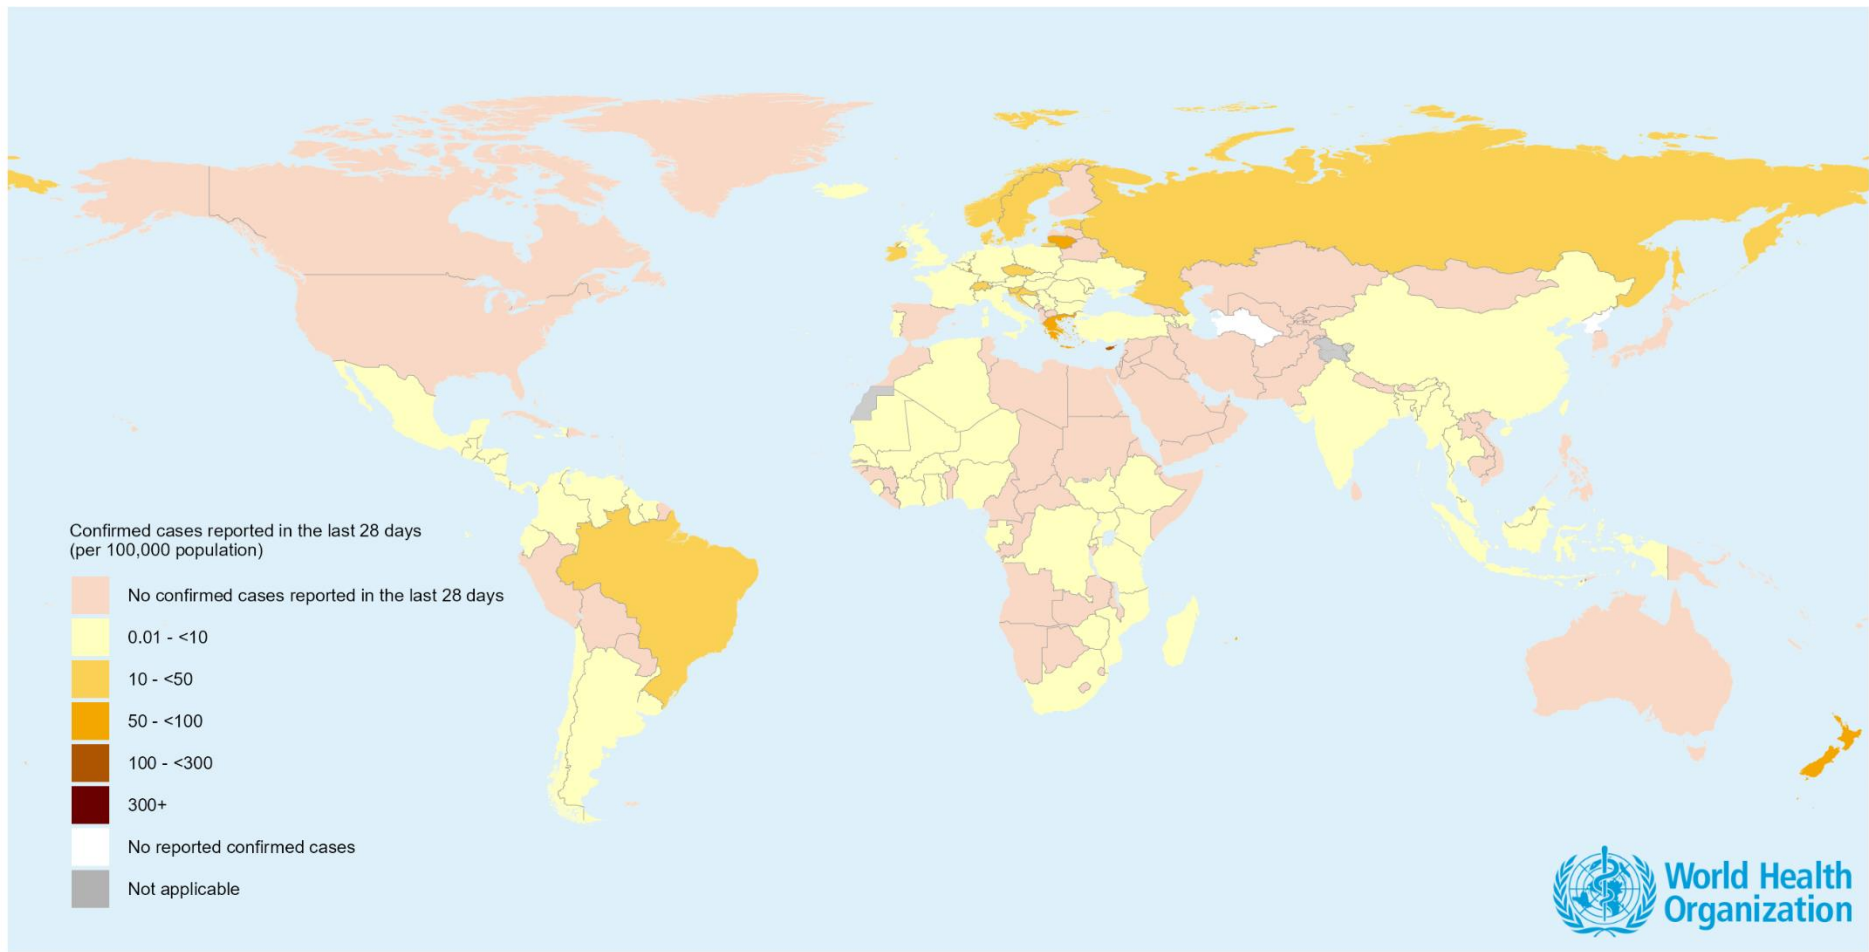 Confirmed cases reported in the last 28 days
(per 100,000 population)
No confirmed cases reported in the last 28 days
0.01 - <10
10 - <50
50 - <100
100 - <300
300+
No reported confirmed cases
Not applicable
World Health
Organization